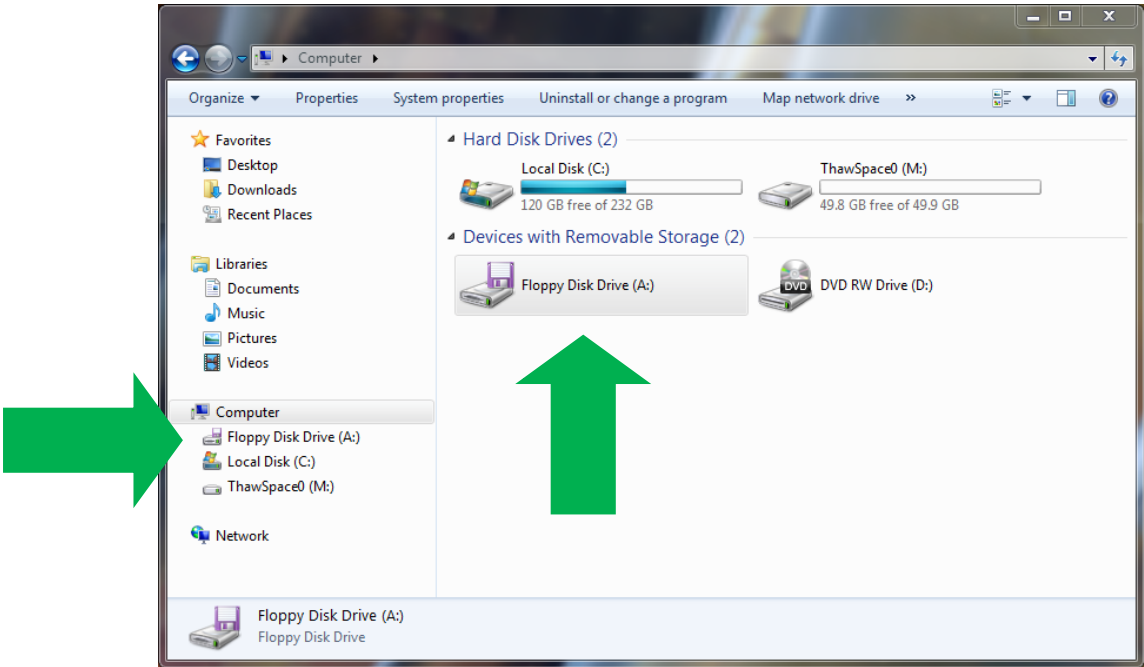 Computer
Organize Properties System properties Uninstall or change a program Map network drive »
Favorites
Desktop
Downloads
Recent Places
Libraries
Documents
Music
Pictures
Videos
Computer
Floppy Disk Drive (A:)
Local Disk (C:)
ThawSpace0 (M:)
Network
Hard Disk Drives (2)
Local Disk (C:)
120 GB free of 232 GB
ThawSpace0 (M:)
49.8 GB free of 49.9 GB
Devices with Removable Storage (2)
Floppy Disk Drive (A:)
DVD
DVD RW Drive (D:)
Floppy Disk Drive (A:)
Floppy Disk Drive